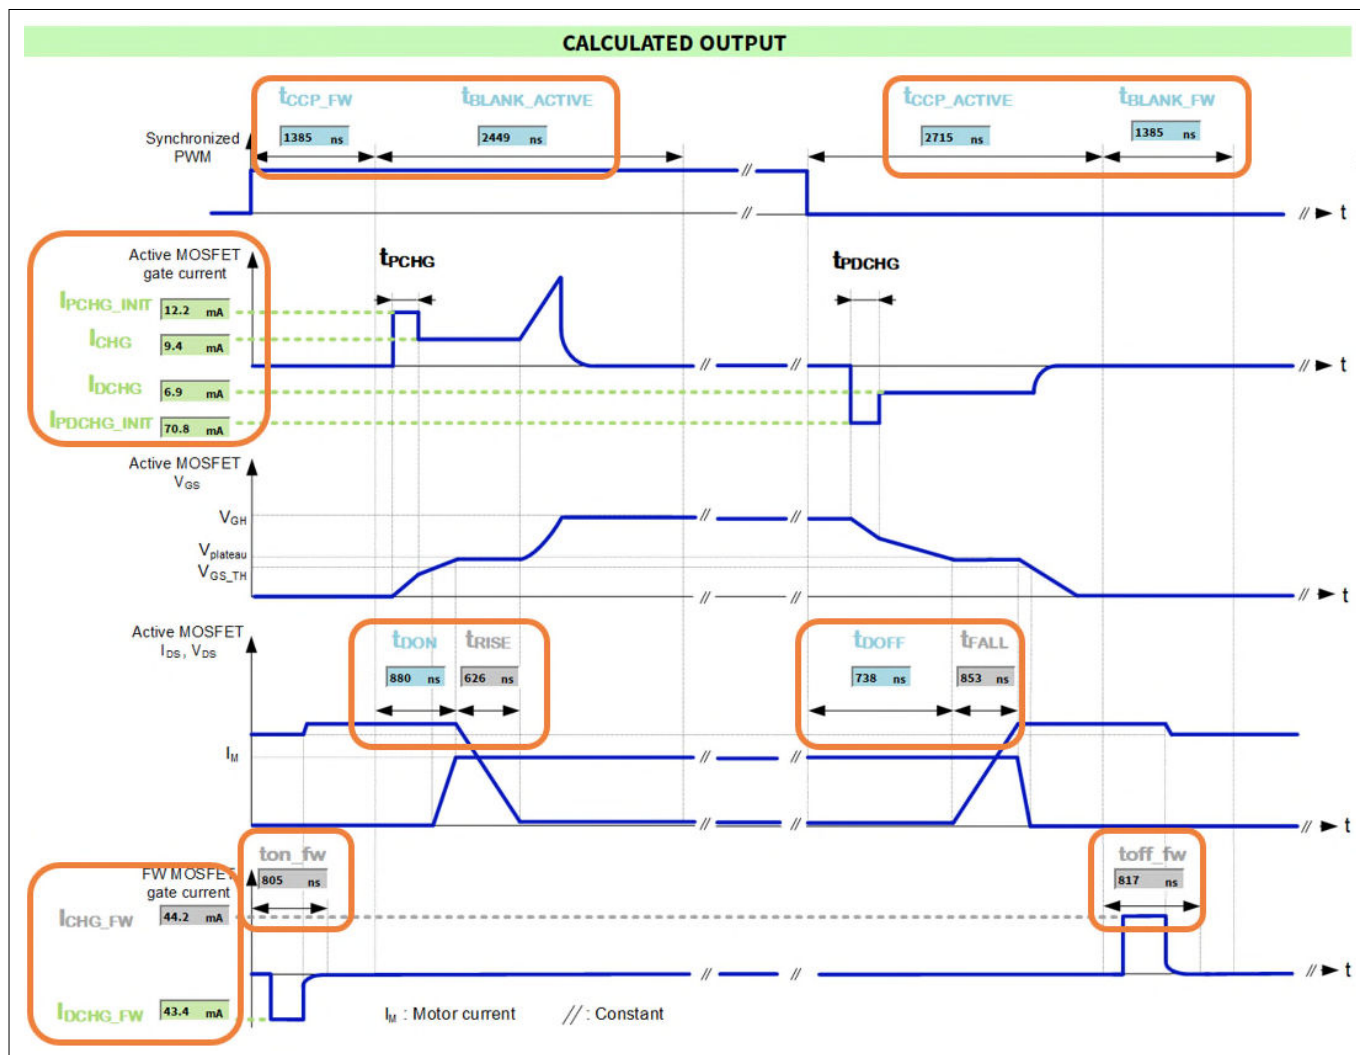 CALCULATED OUTPUT
tCCP_FW
tBLANK_ACTIVE
tCCP_ACTIVE
tBLANK_FW
1385 ns
2449 ns
2715 ns
1385 ns
Synchronized
PWM
//
//
t
Active MOSFET
gate current
tPCHG
tPDCHG
IPCHG_INIT
12.2 mA
ICHG
9.4 mA
//
//
//
t
IDCHG
6.9 mA
IPDCHG_INIT
70.8 mA
Active MOSFET
VGS
VGH
//
//
Vplateau
VGS_TH
//
//
//
t
Active MOSFET
IDS, VDS
tDON
tRISE
tDOFF
tFALL
880 ns
626 ns
738 ns
853 ns
IM
//
//
//
//
//
t
ton_fw
toff_fw
FW MOSFET
gate current
805 ns
817 ns
ICHG_FW
44.2 mA
//
//
//
t
IDCHG_FW
43.4 mA
IM : Motor current
// : Constant